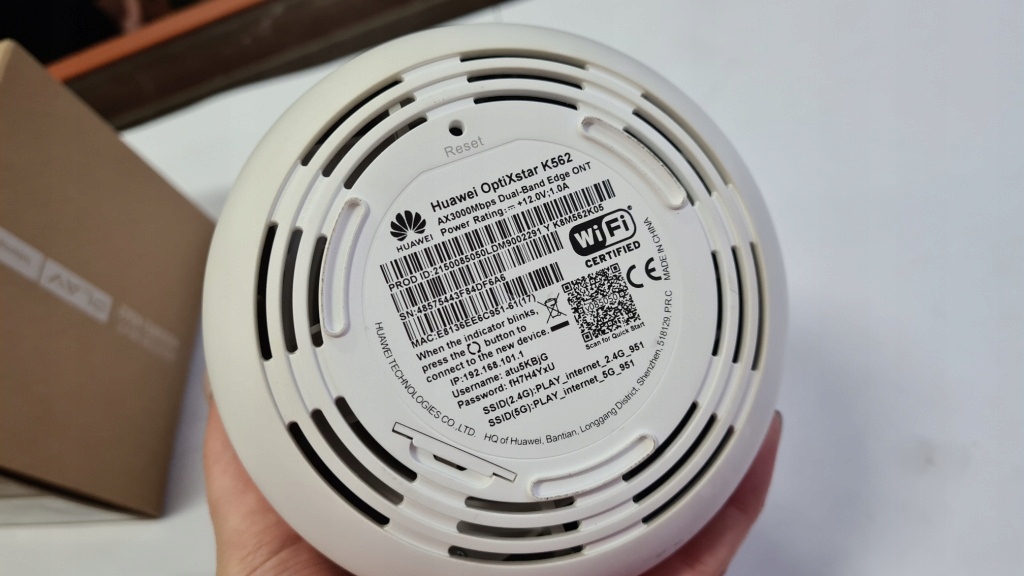 Reset
Huawei OptiXstar K562
AX3000Mbps Dual-Band Edge ONT
Power Rating: ⎓ +12.0V;1.0A
HUAWEI
PROD ID:2150085050LDM9002291 Y K8M562K05
SN:4857544 3F84DF6A6
MAC:E8136EE5C951-61(17)
WiFi
CERTIFIED
CE
MADE IN CHINA
When the indicator blinks,
press the button to
connect to the new device.
Scan for Quick Start
IP:192.168.101.1
Username: atu5KBjG
Password: fH7H4YxU
SSID(2.4G):PLAY_internet_2.4G_951
SSID(5G):PLAY_internet_5G_951
HUAWEI TECHNOLOGIES CO.,LTD. HQ of Huawei, Bantian, Longgang District, Shenzhen, 518129, P.R.C
PLAY